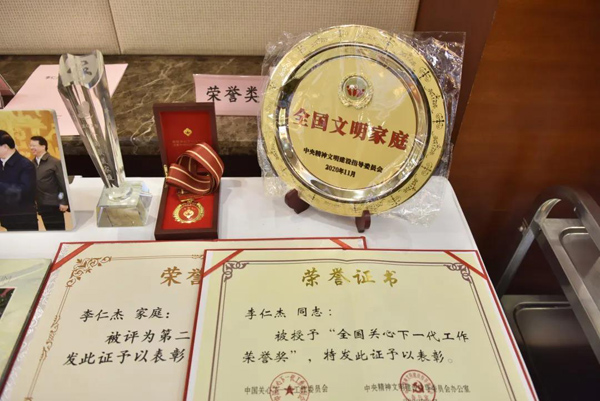 荣誉类
全国文明家庭
中央精神文明建设指导委员会
2020年11月
荣
李仁杰 家庭：
被评为第二
发此证予以表彰
荣誉证书
李仁杰 同志：
被授予“全国关心下一代工作
荣誉奖”，特发此证予以表彰。
中国关心下一代工作委员会
中央精神文明建设指导委员会办公室